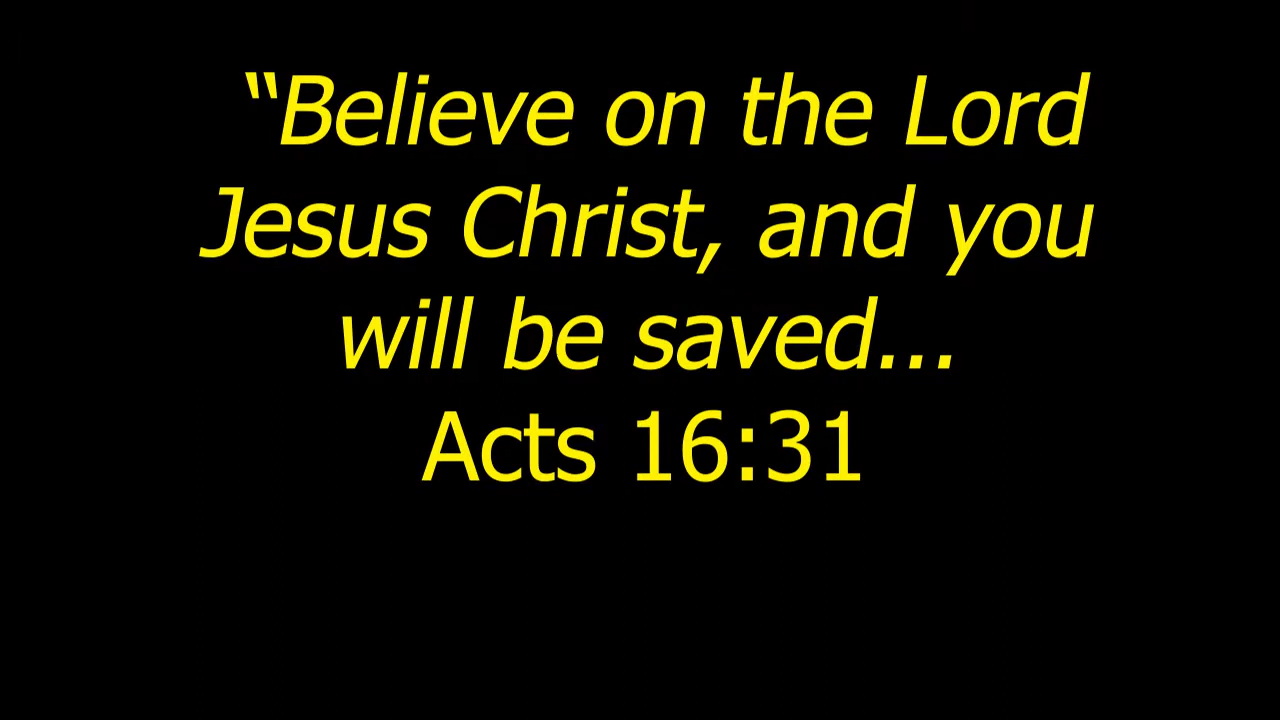 “Believe on the Lord
Jesus Christ, and you
will be saved...
Acts 16:31